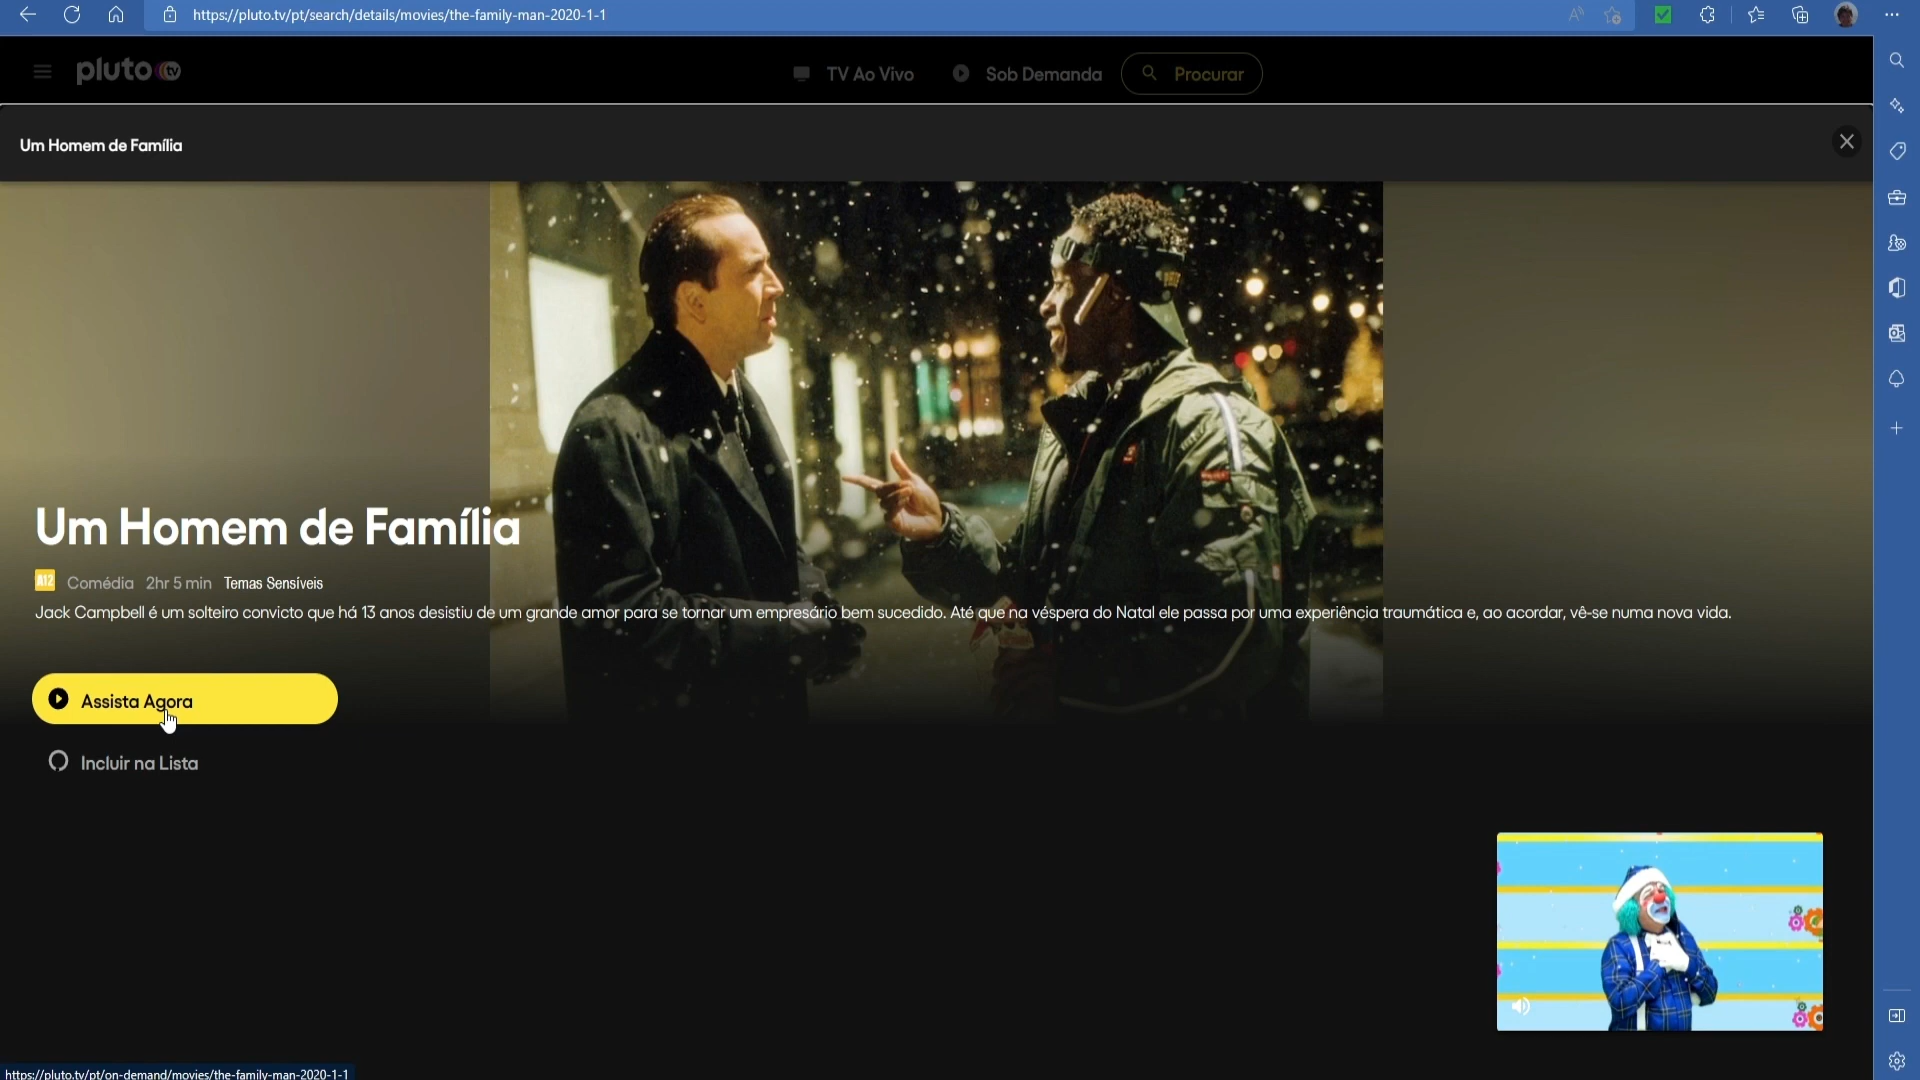 https://pluto.tv/pt/search/details/movies/the-family-man-2020-1-1
pluto tv
TV Ao Vivo
Sob Demanda
Procurar
Um Homem de Família
Um Homem de Família
A12 Comédia 2hr 5 min Temas Sensíveis
Jack Campbell é um solteiro convicto que há 13 anos desistiu de um grande amor para se tornar um empresário bem sucedido. Até que na véspera do Natal ele passa por uma experiência traumática e, ao acordar, vê-se numa nova vida.
Assista Agora
Incluir na Lista
https://pluto.tv/pt/on-demand/movies/the-family-man-2020-1-1